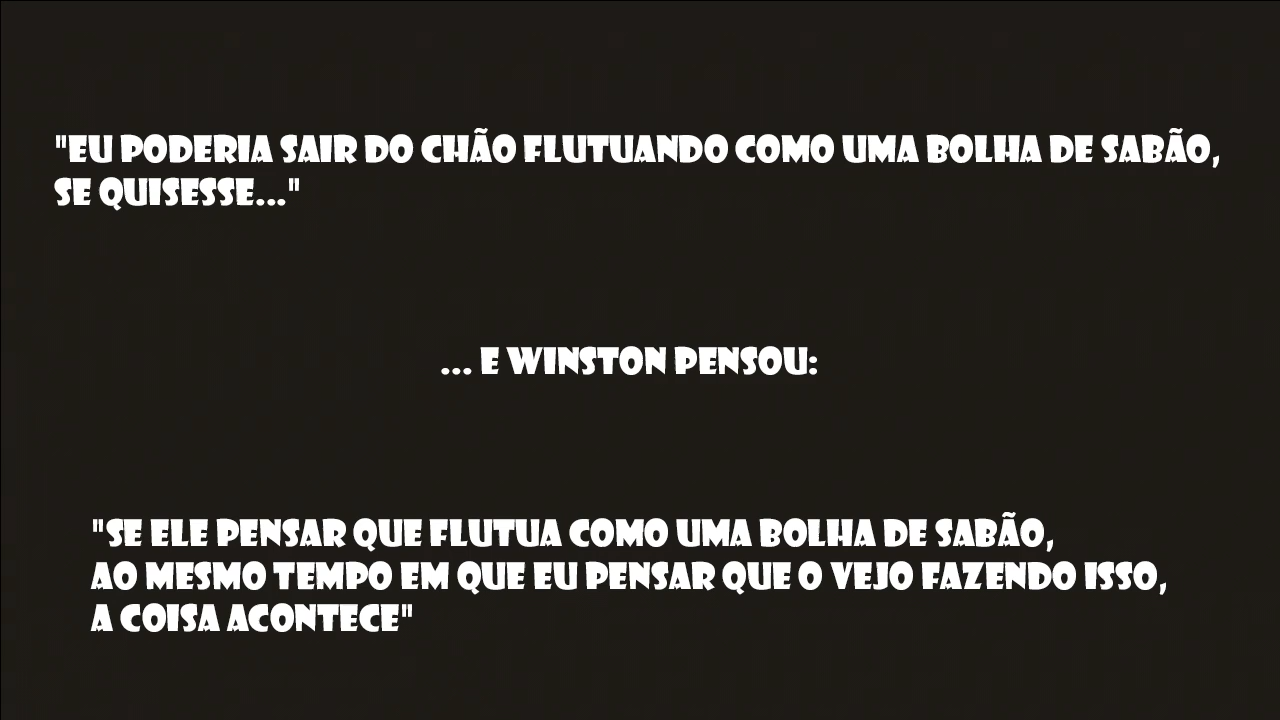 "EU PODERIA SAIR DO CHÃO FLUTUANDO COMO UMA BOLHA DE SABÃO,
SE QUISESSE..."
... E WINSTON PENSOU:
"SE ELE PENSAR QUE FLUTUA COMO UMA BOLHA DE SABÃO,
AO MESMO TEMPO EM QUE EU PENSAR QUE O VEJO FAZENDO ISSO,
A COISA ACONTECE"